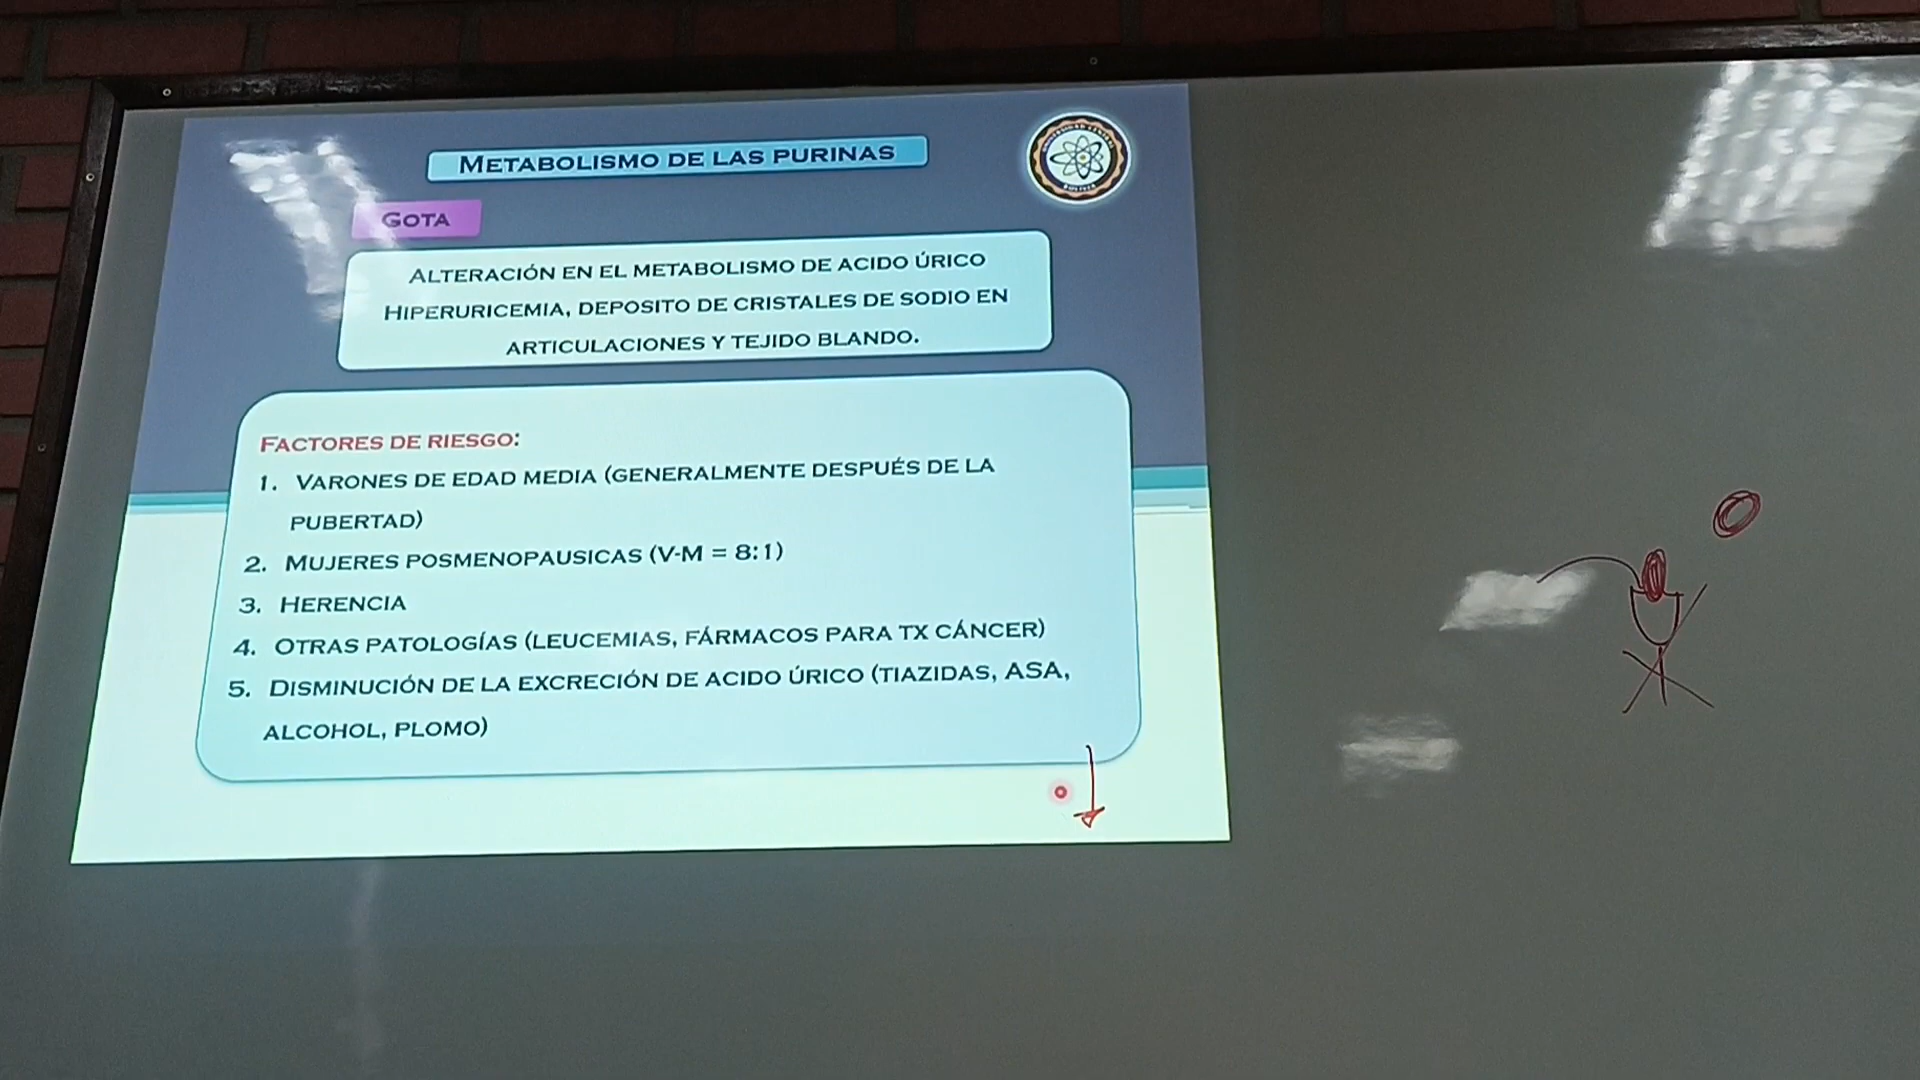 METABOLISMO DE LAS PURINAS
GOTA
ALTERACIÓN EN EL METABOLISMO DE ACIDO ÚRICO
HIPERURICEMIA, DEPOSITO DE CRISTALES DE SODIO EN
ARTICULACIONES Y TEJIDO BLANDO.
FACTORES DE RIESGO:
1. VARONES DE EDAD MEDIA (GENERALMENTE DESPUÉS DE LA
PUBERTAD)
2. MUJERES POSMENOPAUSICAS (V-M = 8:1)
3. HERENCIA
4. OTRAS PATOLOGÍAS (LEUCEMIAS, FÁRMACOS PARA TX CÁNCER)
5. DISMINUCIÓN DE LA EXCRECIÓN DE ACIDO ÚRICO (TIAZIDAS, ASA,
ALCOHOL, PLOMO)